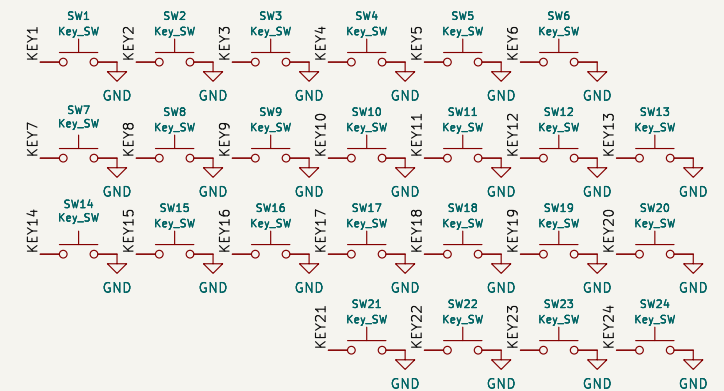 SW1 SW2 SW3 SW4 SW5 SW6
Key_SW Key_SW Key_SW Key_SW Key_SW Key_SW
KEY1 KEY2 KEY3 KEY4 KEY5 KEY6
GND GND GND GND GND GND
SW7 SW8 SW9 SW10 SW11 SW12 SW13
Key_SW Key_SW Key_SW Key_SW Key_SW Key_SW Key_SW
KEY7 KEY8 KEY9 KEY10 KEY11 KEY12 KEY13
GND GND GND GND GND GND GND
SW14 SW15 SW16 SW17 SW18 SW19 SW20
Key_SW Key_SW Key_SW Key_SW Key_SW Key_SW Key_SW
KEY14 KEY15 KEY16 KEY17 KEY18 KEY19 KEY20
GND GND GND GND GND GND GND
SW21 SW22 SW23 SW24
Key_SW Key_SW Key_SW Key_SW
KEY21 KEY22 KEY23 KEY24
GND GND GND GND